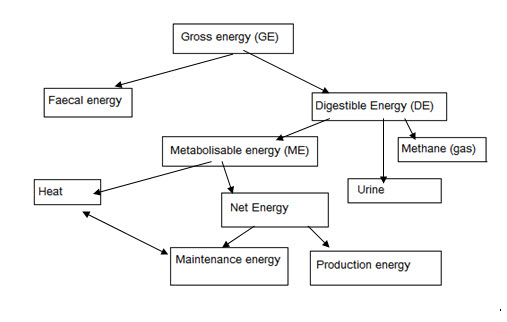 Gross energy (GE)
Faecal energy
Digestible Energy (DE)
Metabolisable energy (ME)
Methane (gas)
Heat
Urine
Net Energy
Maintenance energy
Production energy